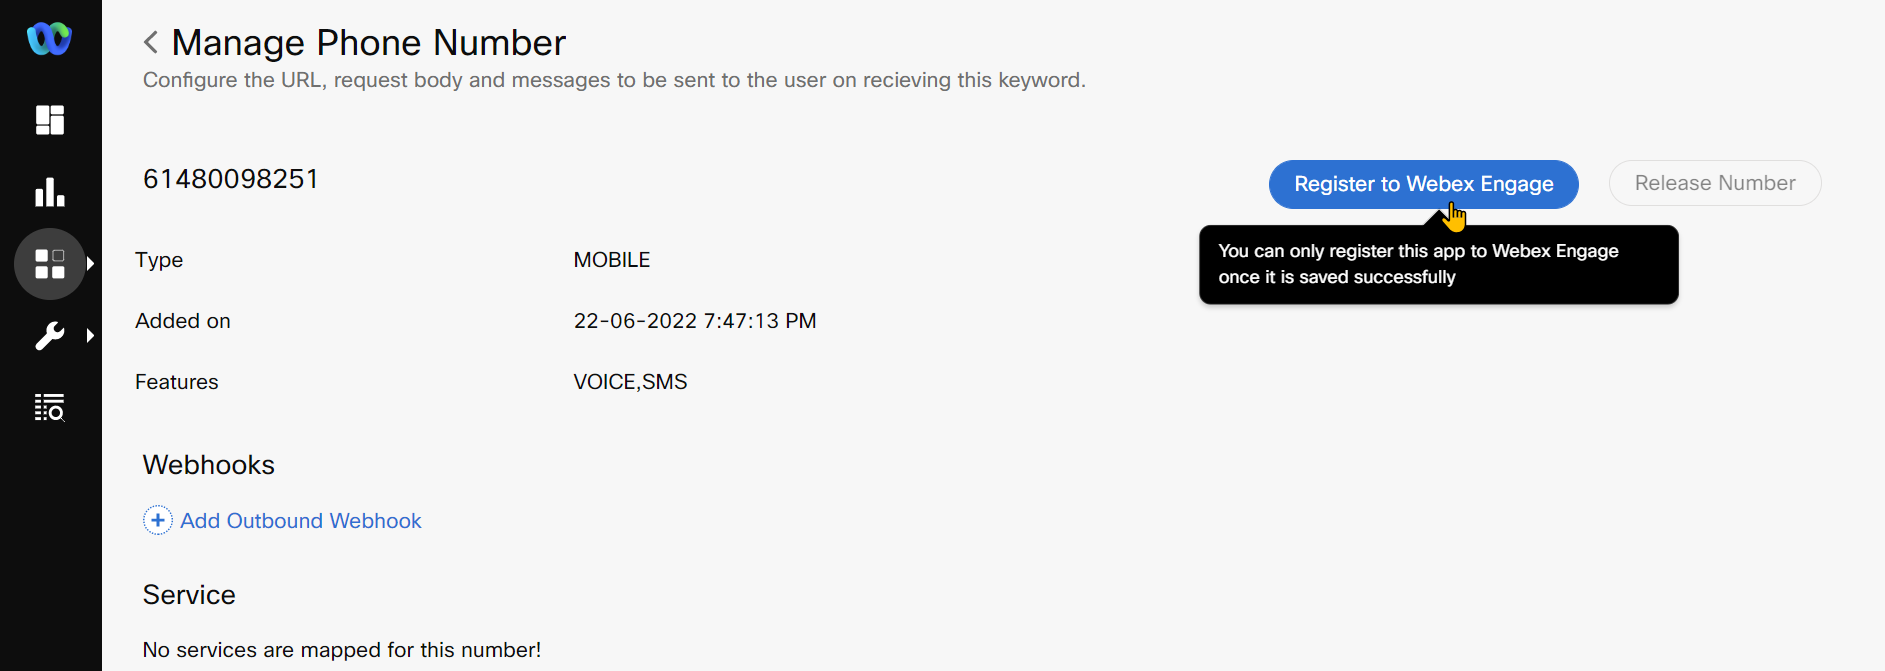 Manage Phone Number
Configure the URL, request body and messages to be sent to the user on recieving this keyword.
61480098251
Register to Webex Engage
Release Number
You can only register this app to Webex Engage
once it is saved successfully
Type
MOBILE
Added on
22-06-2022 7:47:13 PM
Features
VOICE,SMS
Webhooks
Add Outbound Webhook
Service
No services are mapped for this number!